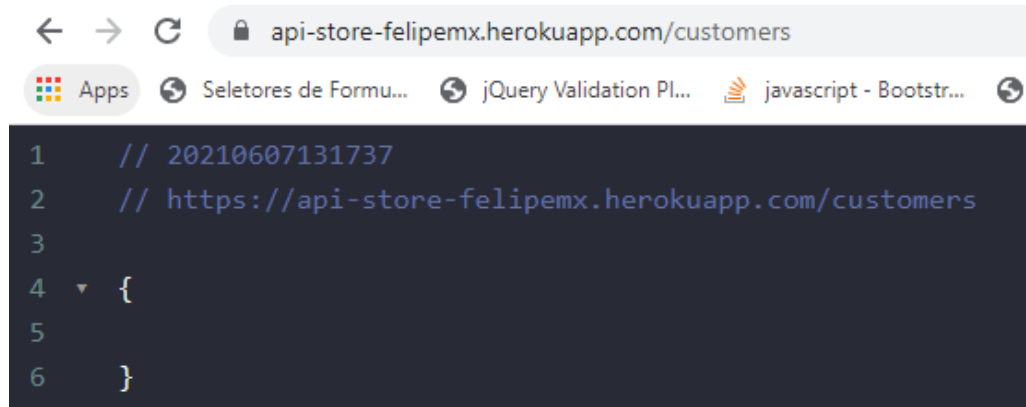 api-store-felipemx.herokuapp.com/customers
Apps Seletores de Formu... jQuery Validation Pl... javascript - Bootstr...
1 // 20210607131737
2 // https://api-store-felipemx.herokuapp.com/customers
3
4 {
5
6 }